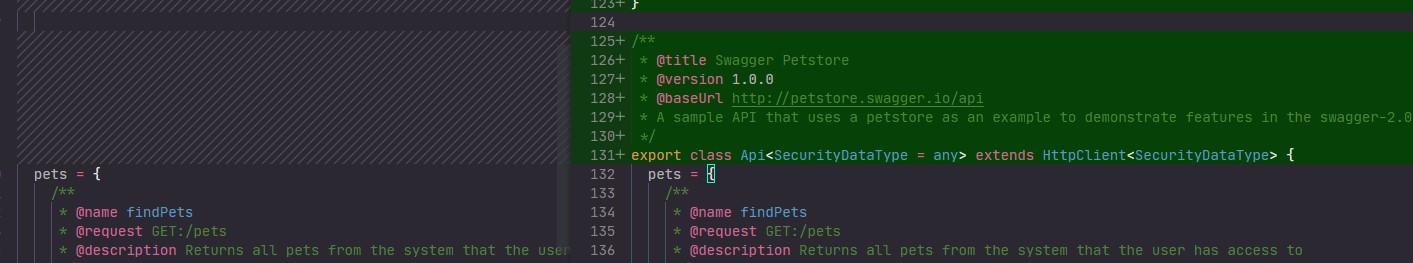 pets = {
/**
* @name findPets
* @request GET:/pets
* @description Returns all pets from the system that the user
123+ }
124
125+ /**
126+ * @title Swagger Petstore
127+ * @version 1.0.0
128+ * @baseUrl http://petstore.swagger.io/api
129+ * A sample API that uses a petstore as an example to demonstrate features in the swagger-2.0
130+ */
131+ export class Api<SecurityDataType = any> extends HttpClient<SecurityDataType> {
132 pets = {
133 /**
134 * @name findPets
135 * @request GET:/pets
136 * @description Returns all pets from the system that the user has access to